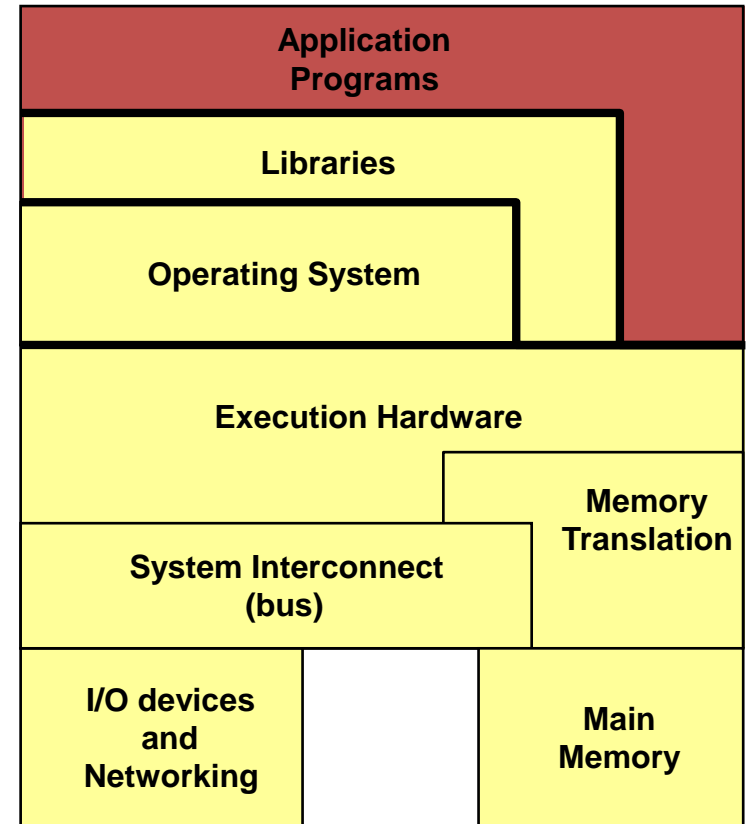 Application
Programs
Libraries
Operating System
Execution Hardware
Memory
Translation
System Interconnect
(bus)
I/O devices
and
Networking
Main
Memory